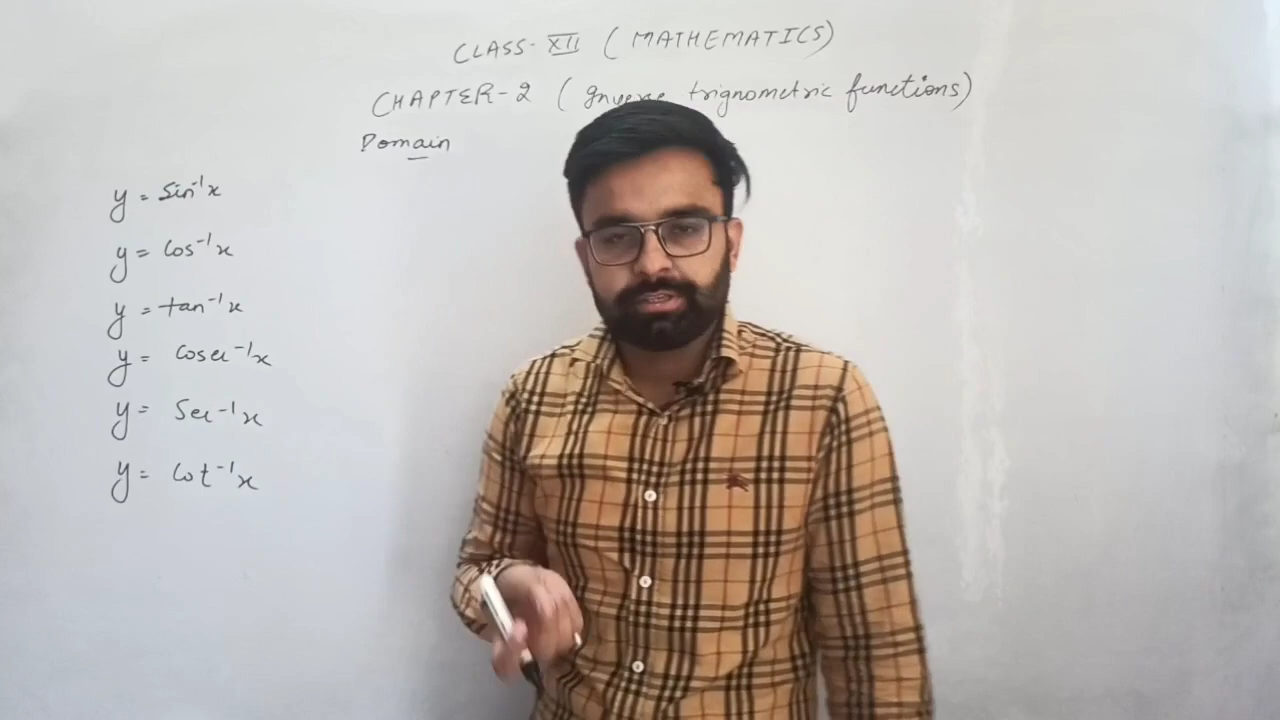 CLASS-XII (MATHEMATICS)
CHAPTER-2 (Inverse trignometric functions)
Domain
y = Sin⁻¹x
y = Cos⁻¹x
y = tan⁻¹x
y = Cosec⁻¹x
y = Sec⁻¹x
y = Cot⁻¹x